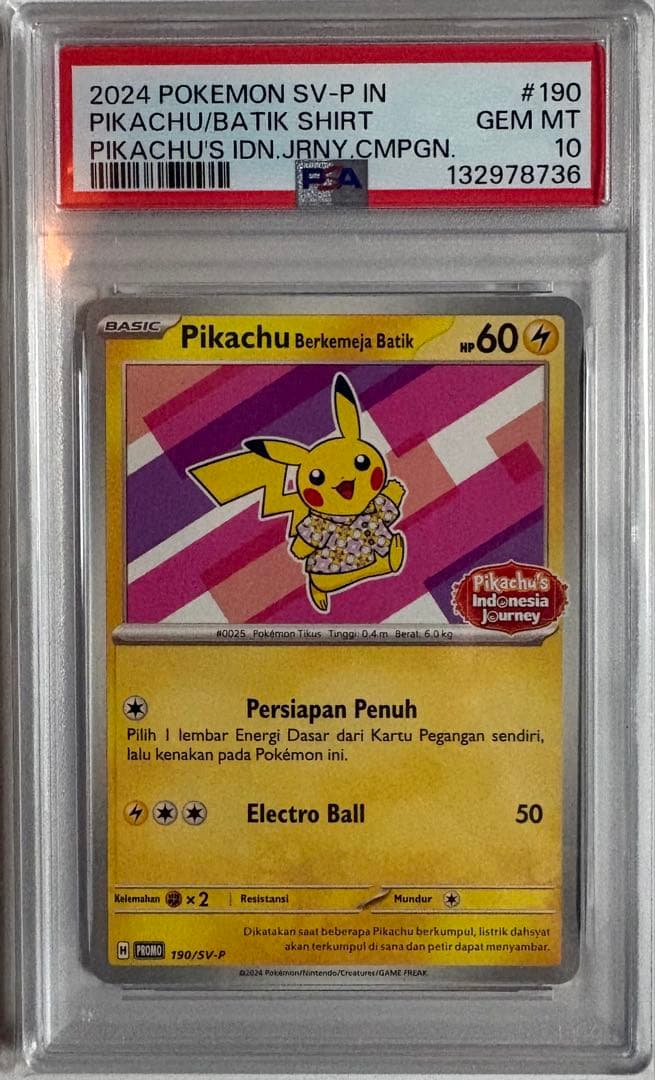 2024 POKEMON SV-P IN #190
PIKACHU/BATIK SHIRT GEM MT
PIKACHU'S IDN.JRNY.CMPGN. 10
PSA 132978736
BASIC Pikachu Berkemeja Batik HP 60
Pikachu's
Indonesia
Journey
#0025 Pokémon Tikus Tinggi: 0.4 m Berat: 6.0 kg
Persiapan Penuh
Pilih 1 lembar Energi Dasar dari Kartu Pegangan sendiri,
lalu kenakan pada Pokémon ini.
Electro Ball 50
Kelemahan ×2 Resistansi Mundur
Dikatakan saat beberapa Pikachu berkumpul, listrik dahsyat
akan terkumpul di sana dan petir dapat menyambar.
H PROMO 190/SV-P
©2024 Pokémon/Nintendo/Creatures/GAME FREAK